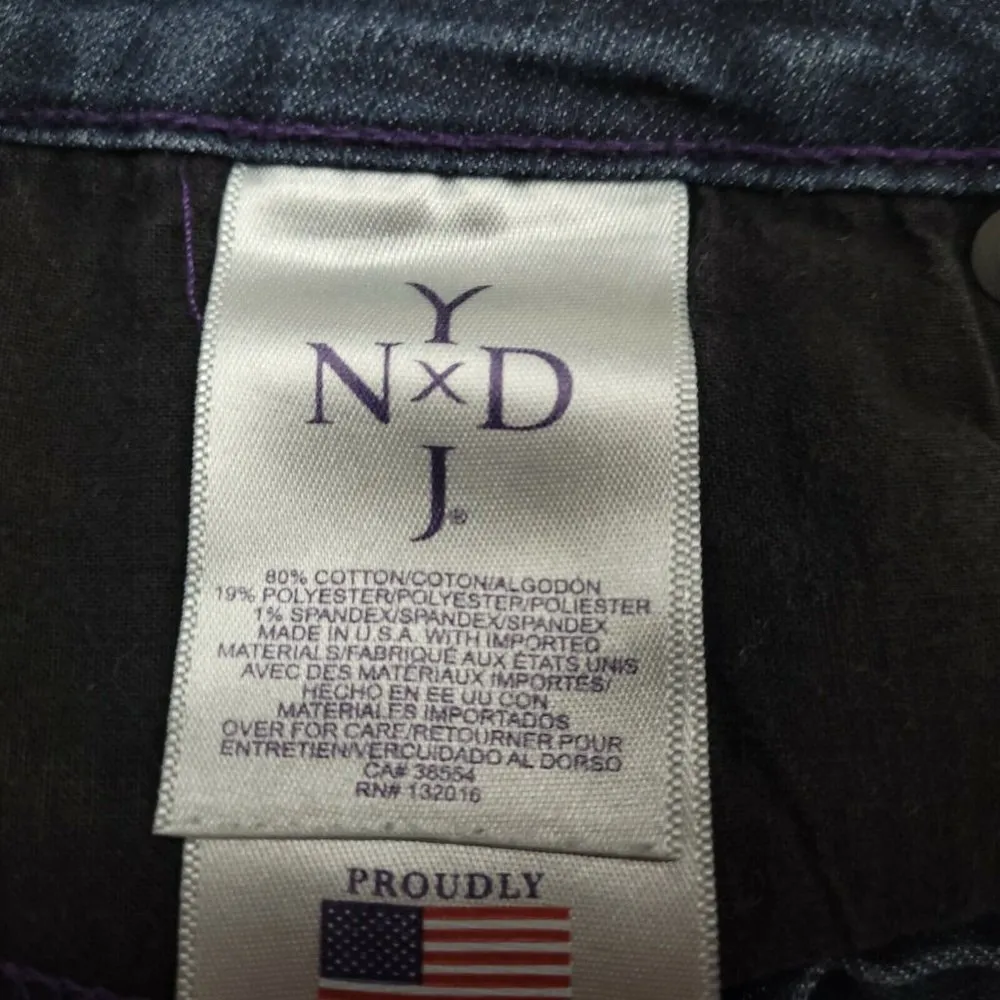 Y
N X D
J®
80% COTTON/COTON/ALGODÓN
19% POLYESTER/POLYESTER/POLIESTER
1% SPANDEX/SPANDEX/SPANDEX
MADE IN U.S.A. WITH IMPORTED
MATERIALS/FABRIQUÉ AUX ÉTATS UNIS
AVEC DES MATÉRIAUX IMPORTÉS/
HECHO EN EE UU CON
MATERIALES IMPORTADOS
OVER FOR CARE/RETOURNER POUR
ENTRETIEN/VERCUIDADO AL DORSO
CA# 38554
RN# 132016
PROUDLY